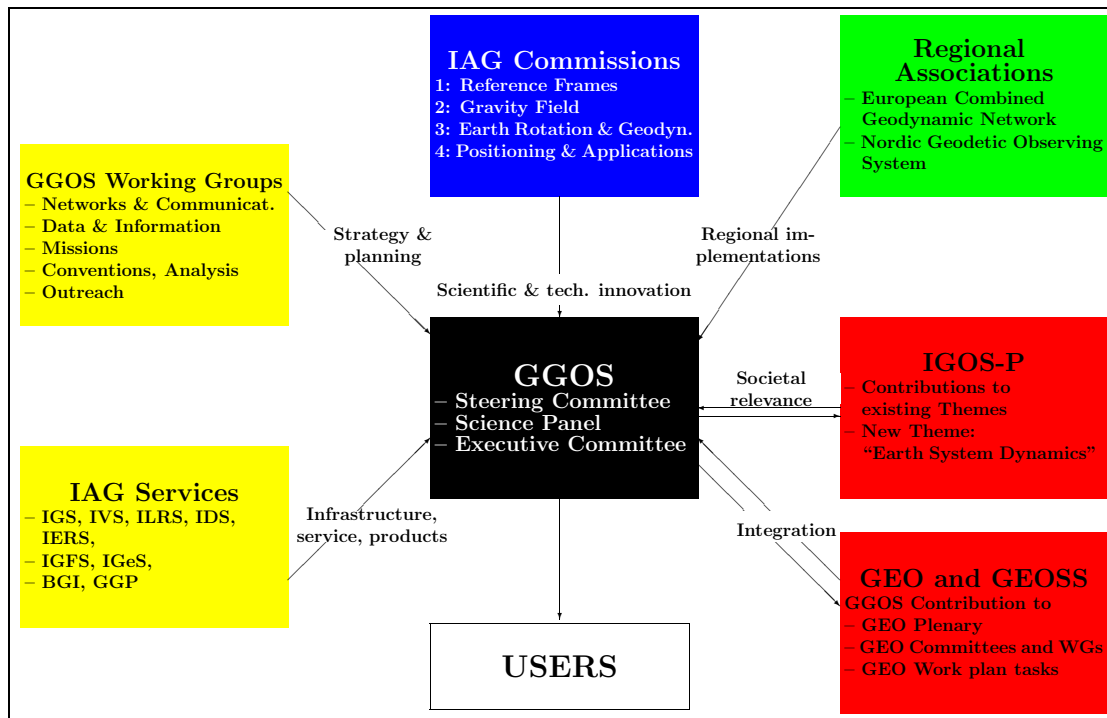 IAG Commissions
1: Reference Frames
2: Gravity Field
3: Earth Rotation & Geodyn.
4: Positioning & Applications
Regional
Associations
– European Combined
Geodynamic Network
– Nordic Geodetic Observing
System
GGOS Working Groups
– Networks & Communicat.
– Data & Information
– Missions
– Conventions, Analysis
– Outreach
Strategy &
planning
Regional im-
plementations
Scientific & tech. innovation
GGOS
– Steering Committee
– Science Panel
– Executive Committee
Societal
relevance
IGOS-P
– Contributions to
existing Themes
– New Theme:
“Earth System Dynamics”
IAG Services
– IGS, IVS, ILRS, IDS,
IERS,
– IGFS, IGeS,
– BGI, GGP
Infrastructure,
service, products
Integration
GEO and GEOSS
GGOS Contribution to
– GEO Plenary
– GEO Committees and WGs
– GEO Work plan tasks
USERS